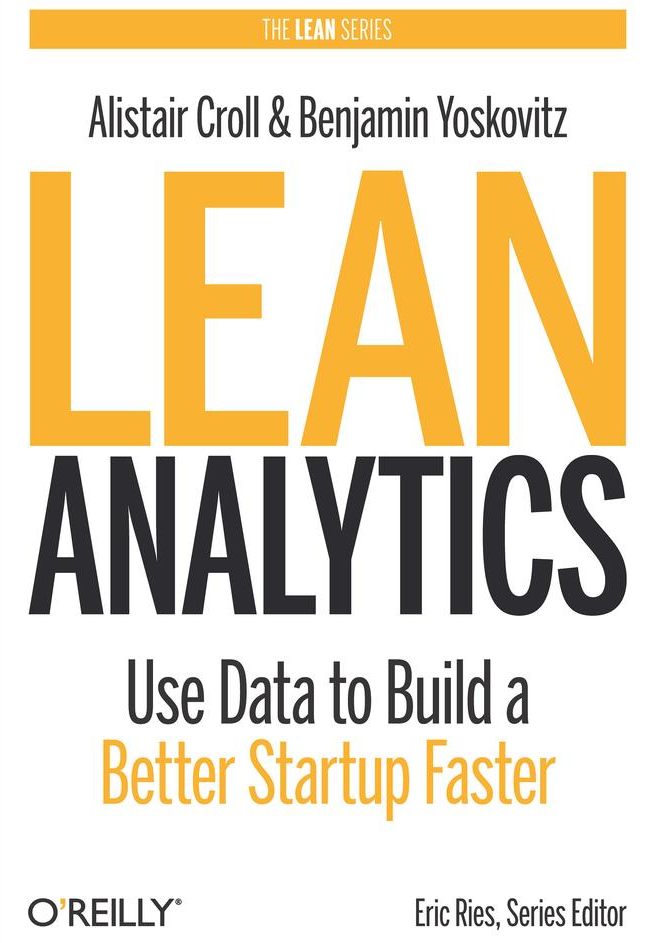 THE LEAN SERIES
Alistair Croll & Benjamin Yoskovitz
LEAN
ANALYTICS
Use Data to Build a
Better Startup Faster
O'REILLY®
Eric Ries, Series Editor